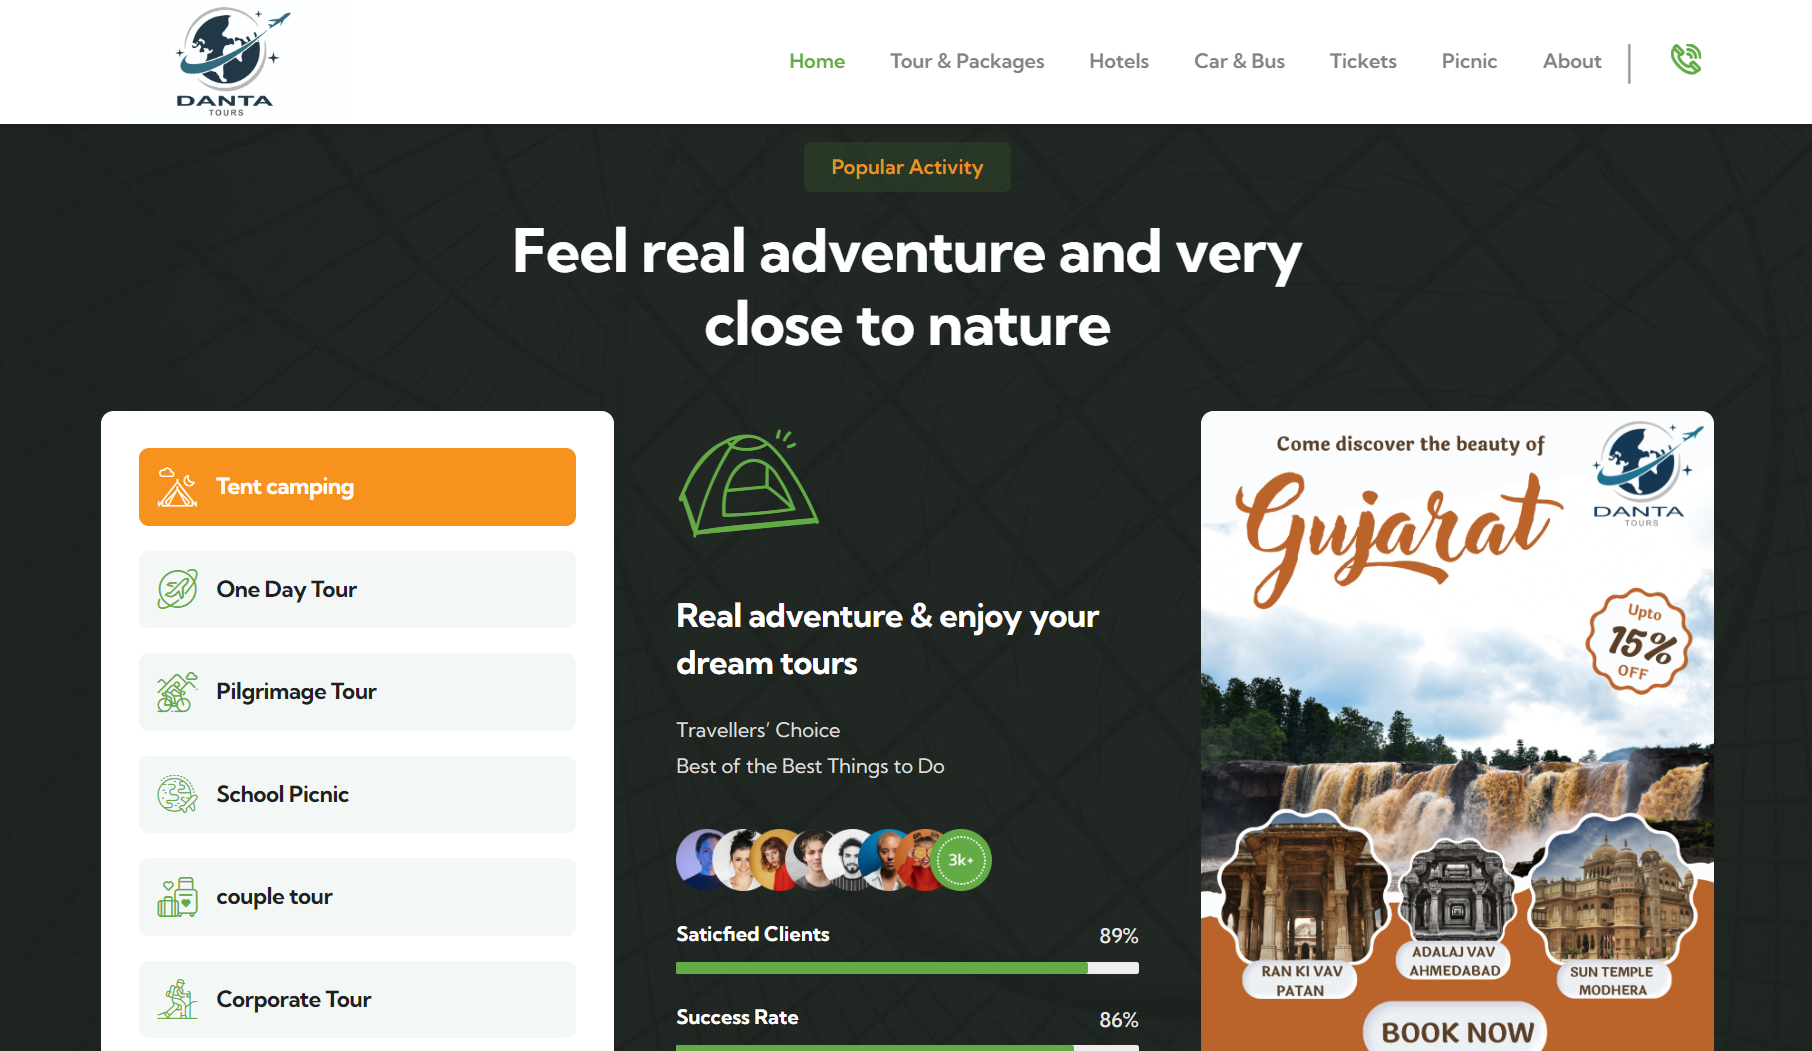 DANTA
TOURS
Home
Tour & Packages
Hotels
Car & Bus
Tickets
Picnic
About
Popular Activity
Feel real adventure and very
close to nature
Tent camping
One Day Tour
Pilgrimage Tour
School Picnic
couple tour
Corporate Tour
Real adventure & enjoy your
dream tours
Travellers’ Choice
Best of the Best Things to Do
3k+
Saticfied Clients
89%
Success Rate
86%
Come discover the beauty of
Gujarat
DANTA
TOURS
Upto
15%
OFF
RAN KI VAV
PATAN
ADALAJ VAV
AHMEDABAD
SUN TEMPLE
MODHERA
BOOK NOW